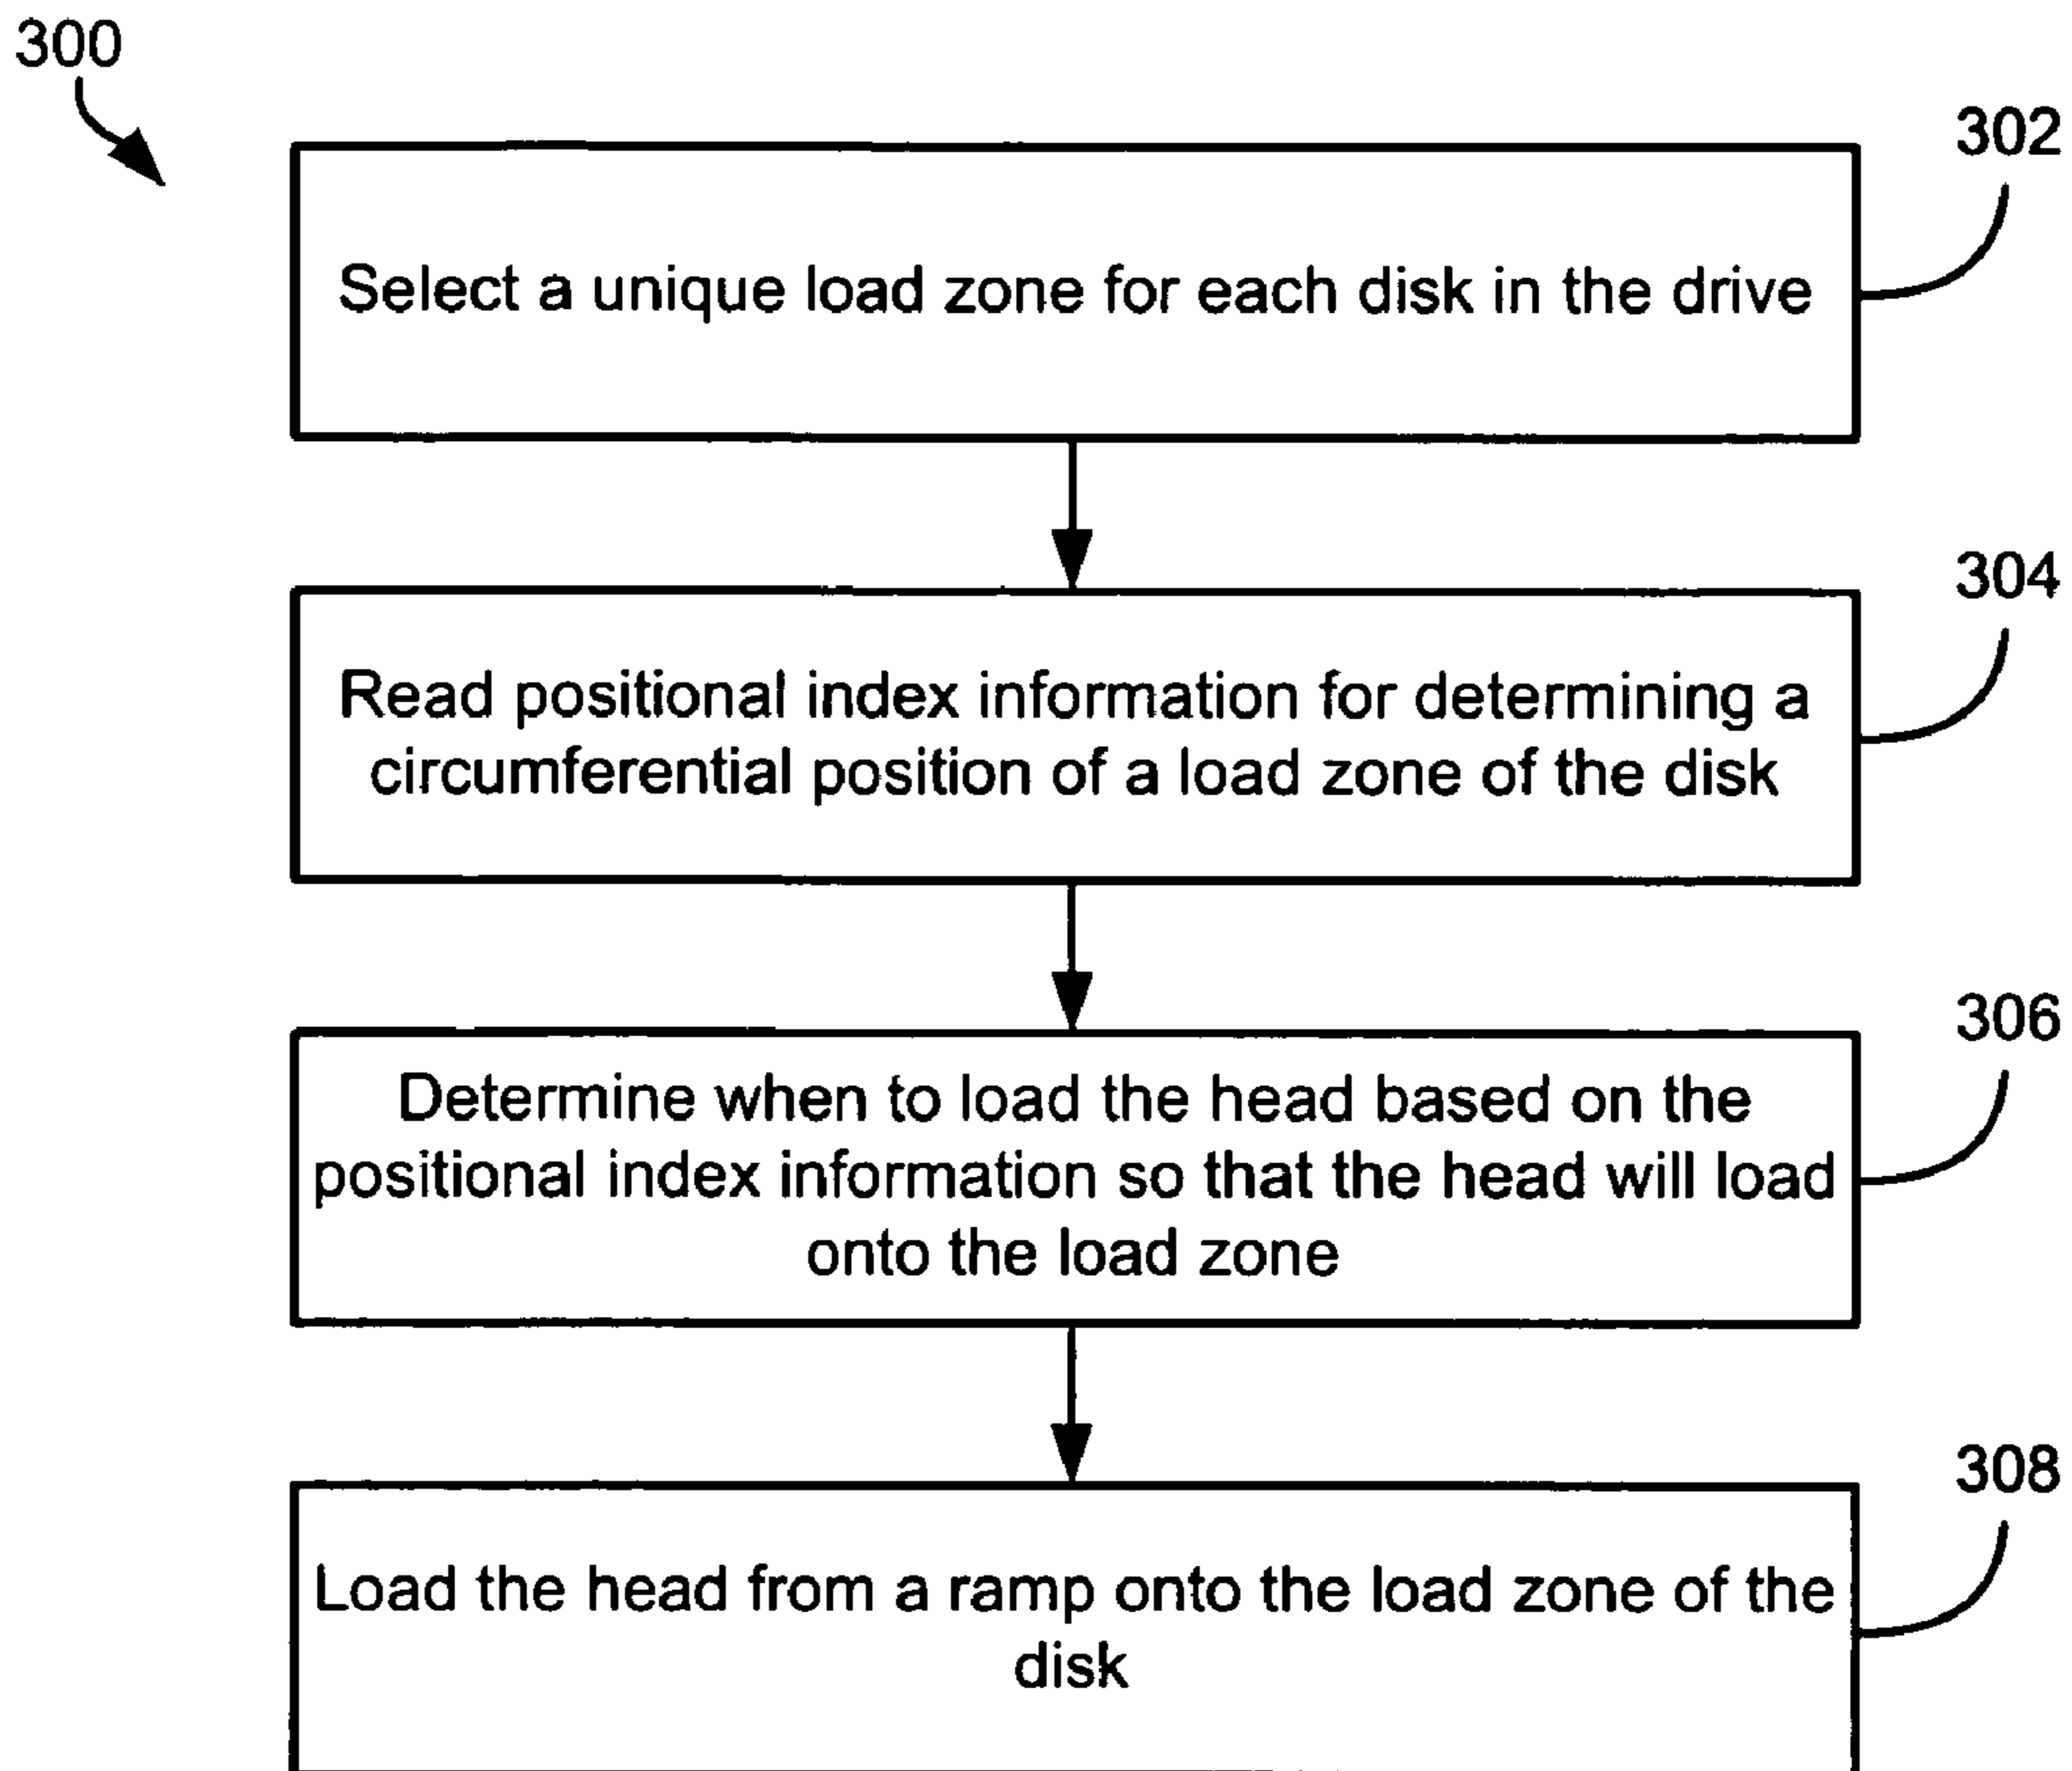 300
302
Select a unique load zone for each disk in the drive
304
Read positional index information for determining a
circumferential position of a load zone of the disk
306
Determine when to load the head based on the
positional index information so that the head will load
onto the load zone
308
Load the head from a ramp onto the load zone of the
disk